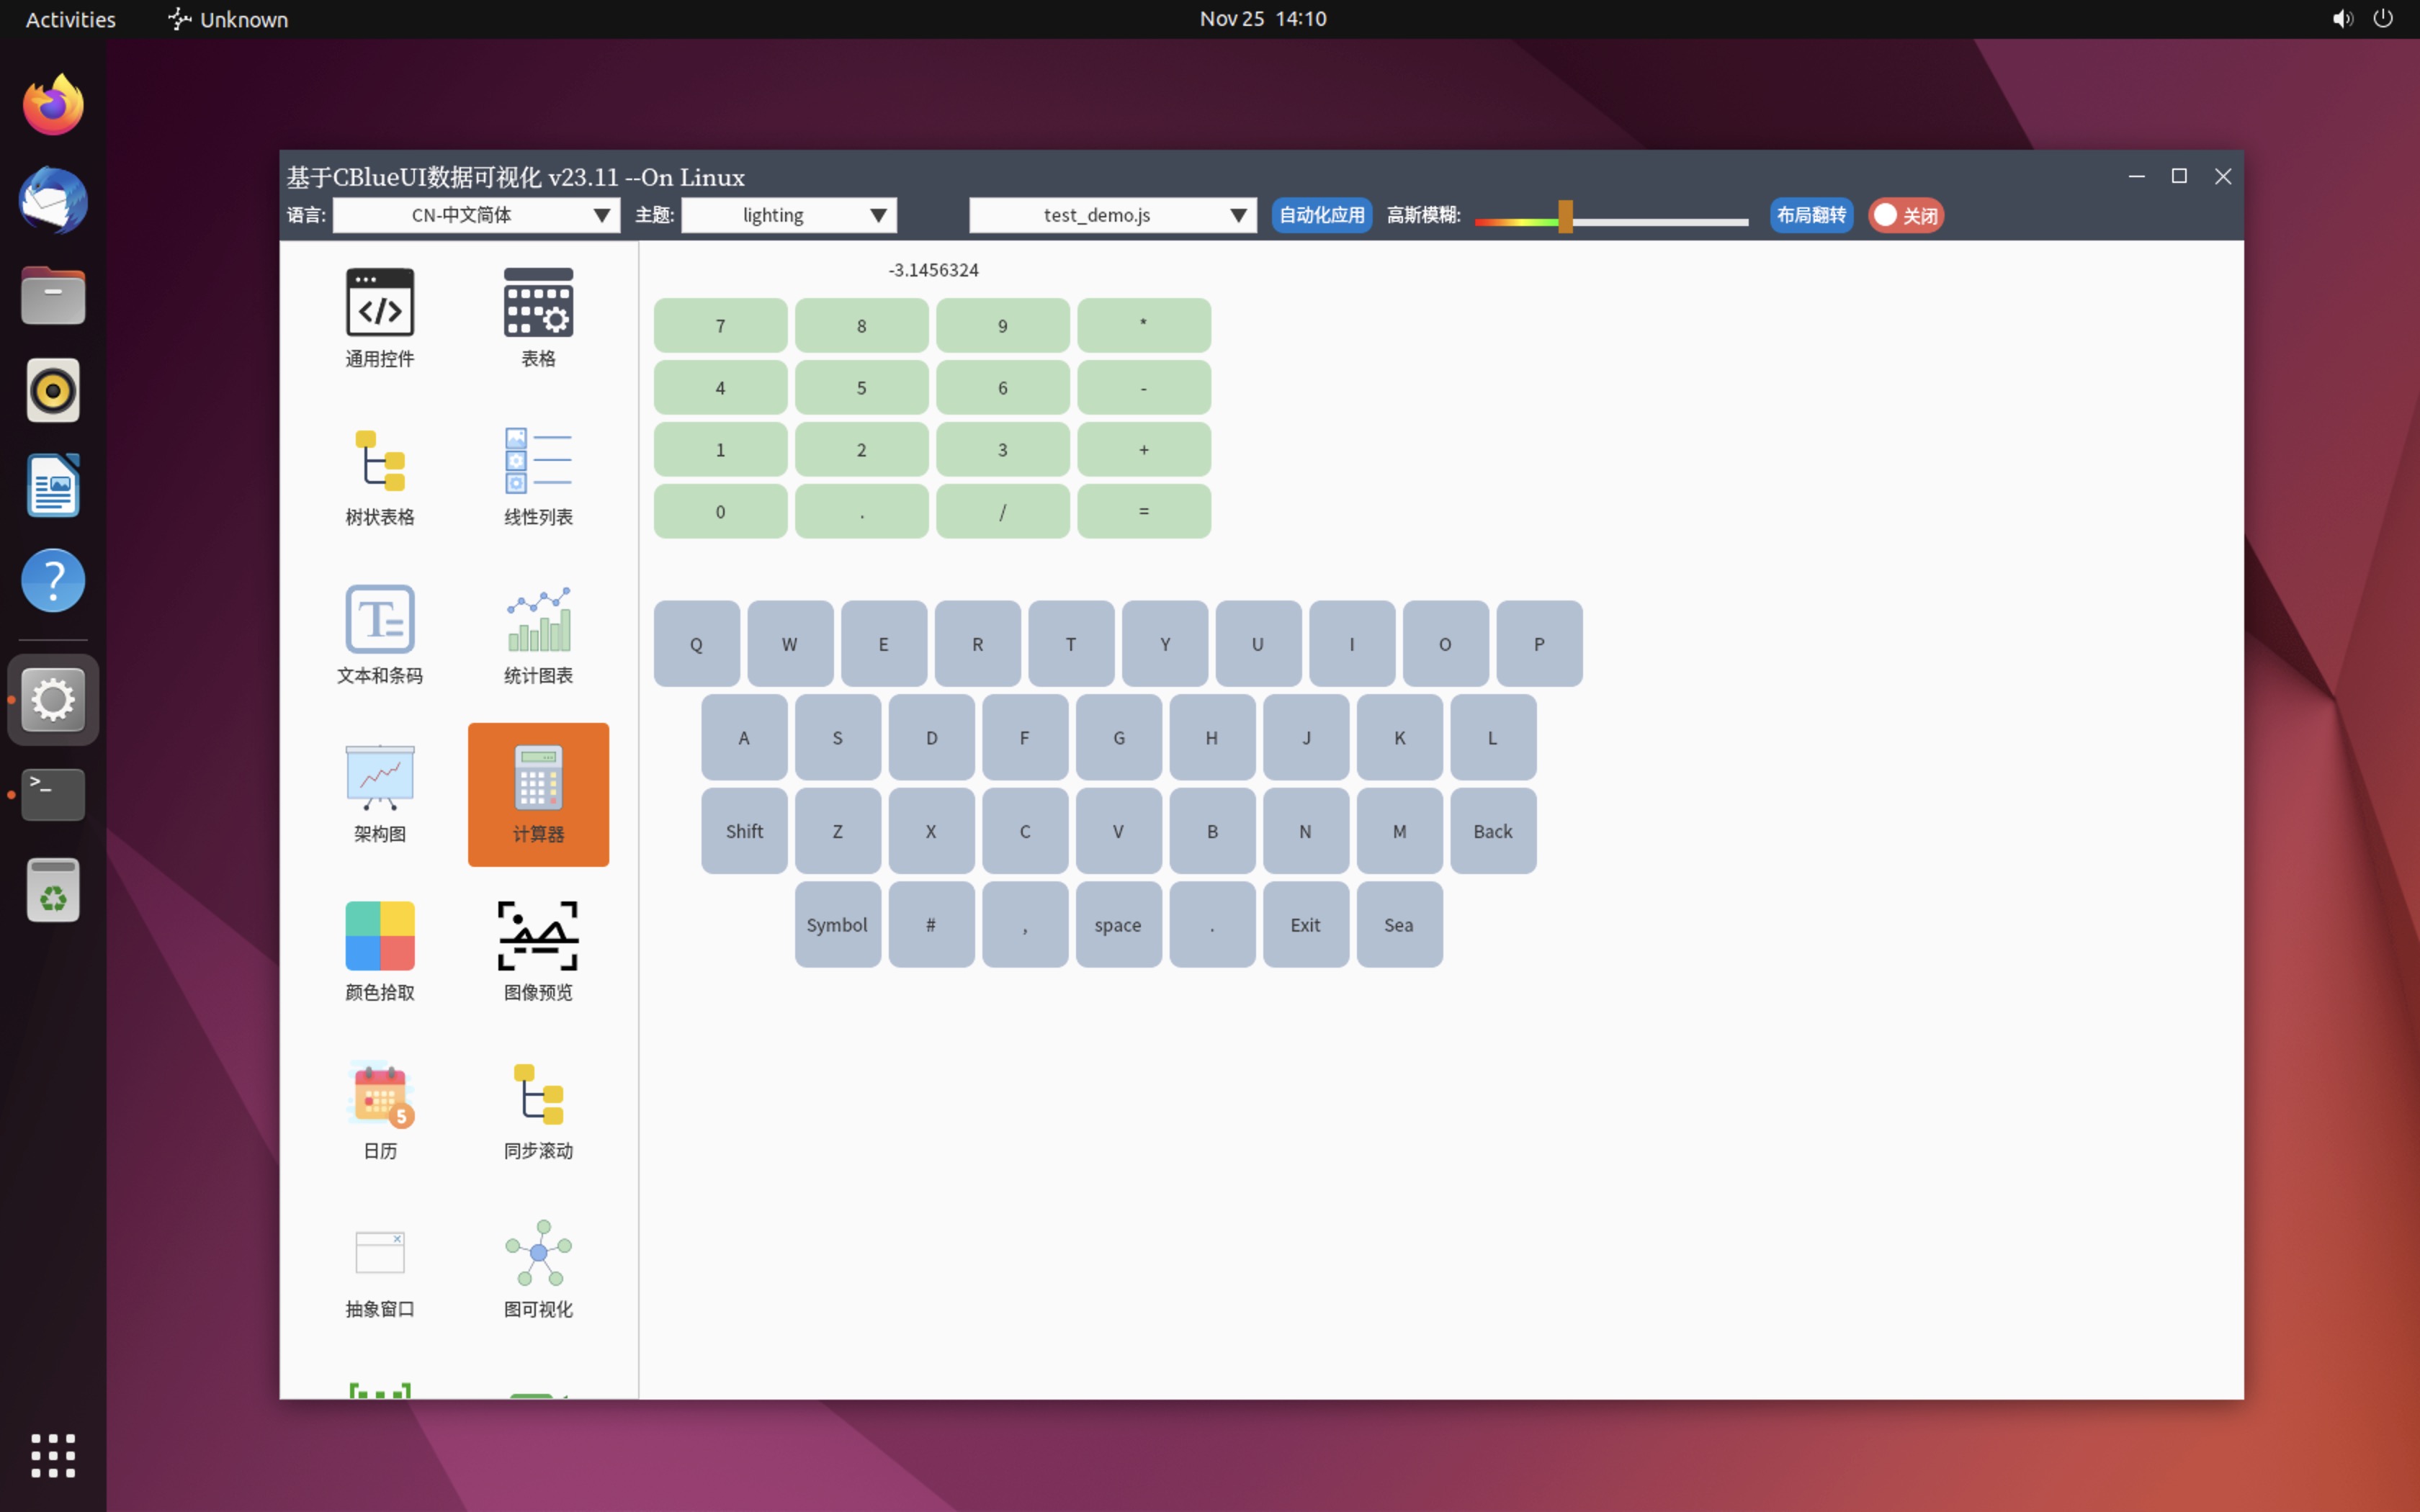 Activities Unknown Nov 25 14:10
基于CBlueUI数据可视化 v23.11 --On Linux
语言: CN-中文简体 主题: lighting test_demo.js 自动化应用 高斯模糊: 布局翻转 关闭
通用控件 表格
树状表格 线性列表
文本和条码 统计图表
架构图 计算器
颜色拾取 图像预览
5
日历 同步滚动
抽象窗口 图可视化
-3.1456324
7 8 9 *
4 5 6 -
1 2 3 +
0 . / =
Q W E R T Y U I O P
A S D F G H J K L
Shift Z X C V B N M Back
Symbol # , space . Exit Sea